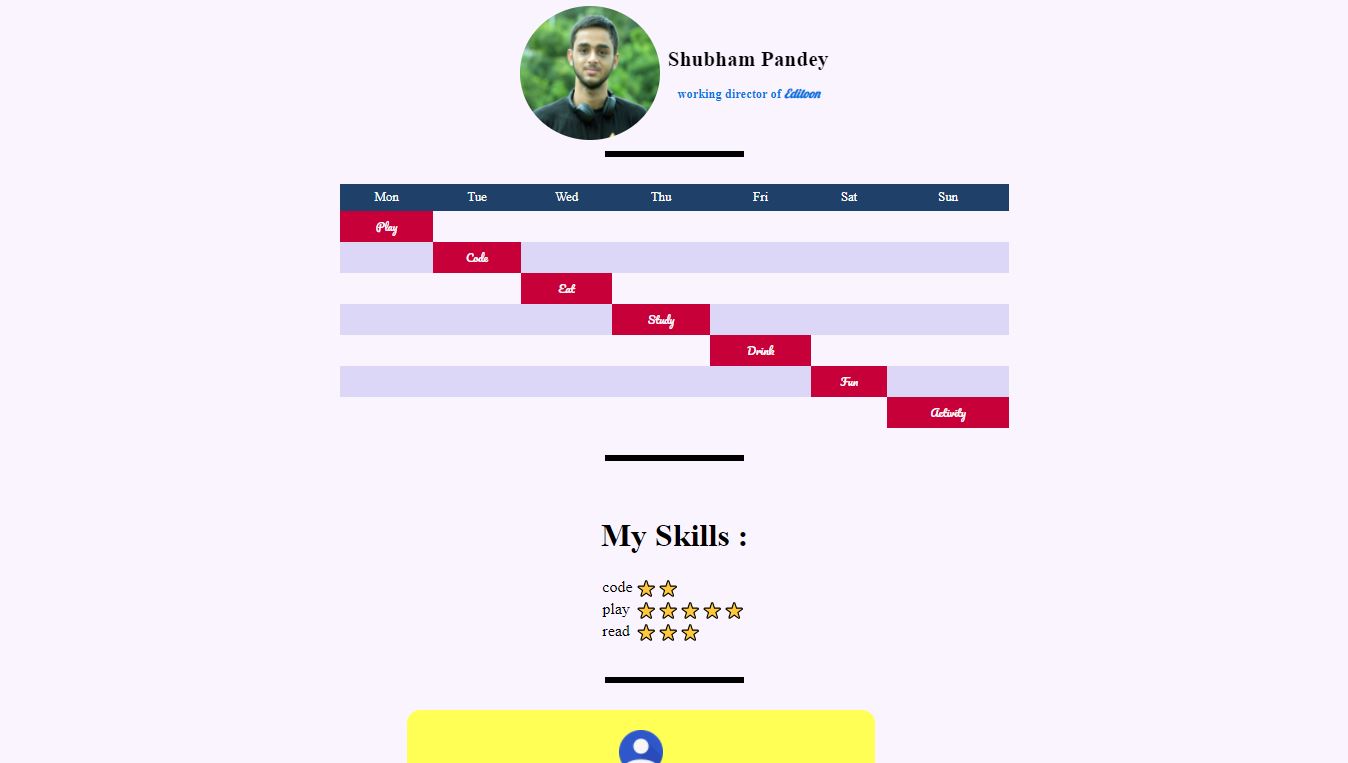 Shubham Pandey
working director of Editoon
Mon Tue Wed Thu Fri Sat Sun
Play
Code
Eat
Study
Drink
Fun
Activity
My Skills :
code
play
read